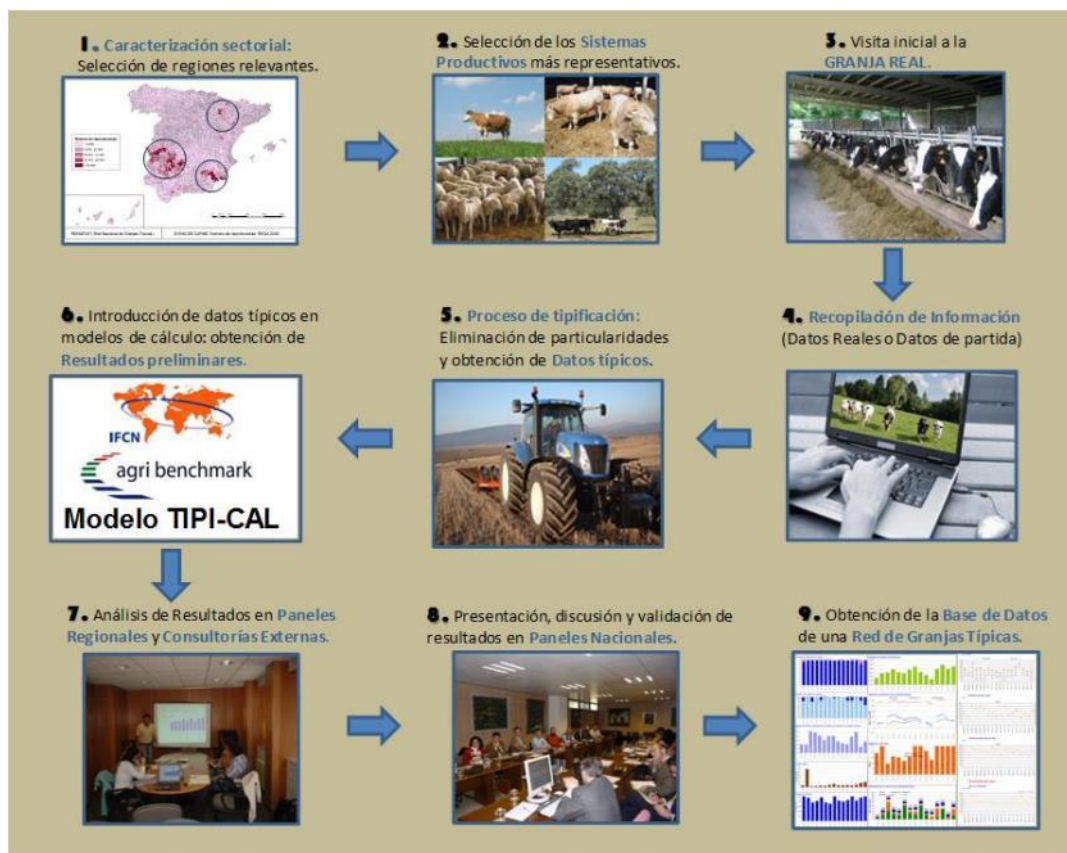 1. Caracterización sectorial:
Selección de regiones relevantes.
2. Selección de los Sistemas
Productivos más representativos.
3. Visita inicial a la
GRANJA REAL.
4. Recopilación de Información
(Datos Reales o Datos de partida)
5. Proceso de tipificación:
Eliminación de particularidades
y obtención de Datos típicos.
6. Introducción de datos típicos en
modelos de cálculo: obtención de
Resultados preliminares.
IFCN
agri benchmark
Modelo TIPI-CAL
7. Análisis de Resultados en Paneles
Regionales y Consultorías Externas.
8. Presentación, discusión y validación de
resultados en Paneles Nacionales.
9. Obtención de la Base de Datos
de una Red de Granjas Típicas.